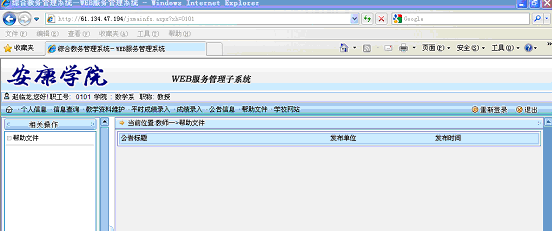 综合教务管理系统-WEB服务管理系统 - Windows Internet Explorer
http://61.134.47.194/jsmainfs.aspx?xh=0101
Google
文件(F) 编辑(E) 查看(V) 收藏夹(A) 工具(T) 帮助(H)
收藏夹 综合教务管理系统-WEB服务管理系统 页面(P) 安全(S) 工具(O)
安康学院 WEB服务管理子系统
赵临龙,您好!职工号: 0101 学院: 数学系 职称: 教授
个人信息 信息查询 教学资料维护 平时成绩录入 成绩录入 公告信息 帮助文件 学校网站 重新登录 退出
相关操作 当前位置:教师-->帮助文件
帮助文件 公告标题 发布单位 发布时间